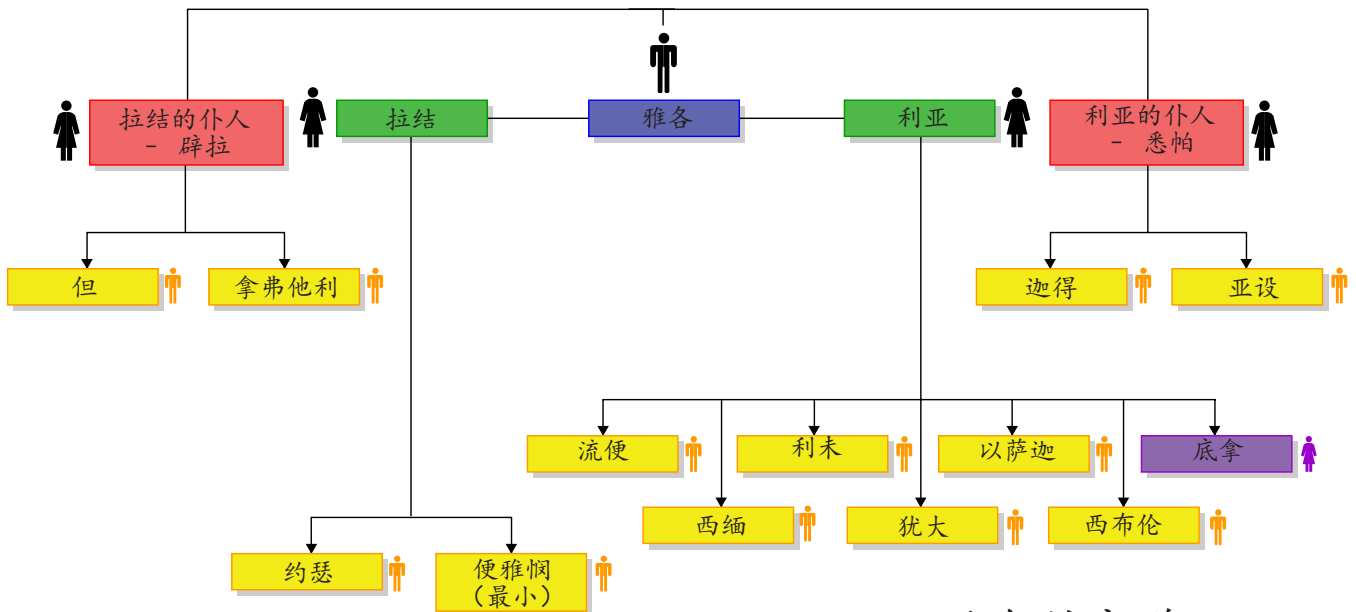 拉结的仆人
- 辟拉
拉结
雅各
利亚
利亚的仆人
- 悉帕
但
拿弗他利
迦得
亚设
流便
利未
以萨迦
底拿
西缅
犹大
西布伦
约瑟
便雅悯
(最小)